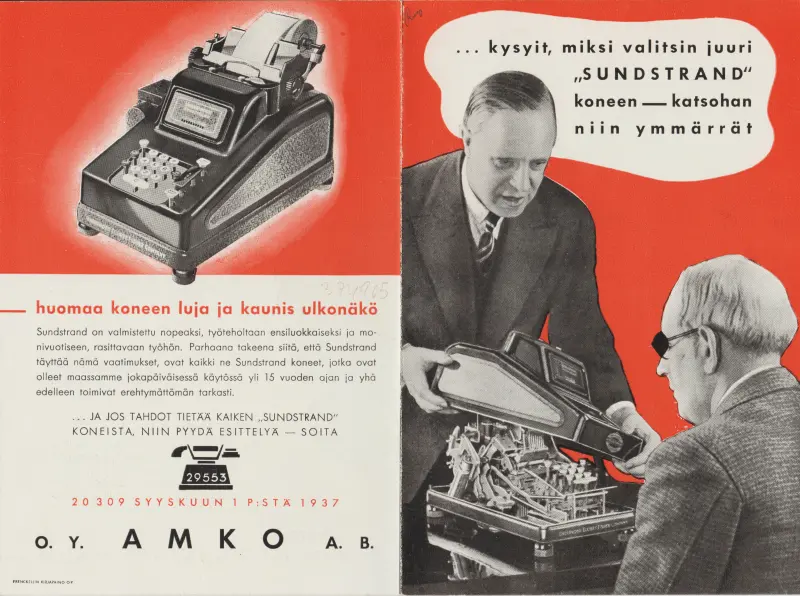 ... kysyit, miksi valitsin juuri
„SUNDSTRAND"
koneen — katsohan
niin ymmärrät
huomaa koneen luja ja kaunis ulkonäkö
Sundstrand on valmistettu nopeaksi, työteholtaan ensiluokkaiseksi ja mo-
nivuotiseen, rasittavaan työhön. Parhaana takeena siitä, että Sundstrand
täyttää nämä vaatimukset, ovat kaikki ne Sundstrand koneet, jotka ovat
olleet maassamme jokapäiväisessä käytössä yli 15 vuoden ajan ja yhä
edelleen toimivat erehtymättömän tarkasti.
... JA JOS TAHDOT TIETÄÄ KAIKEN „SUNDSTRAND"
KONEISTA, NIIN PYYDÄ ESITTELYÄ — SOITA
29553
20 309 SYYSKUUN 1 P:STÄ 1937
O. Y. AMKO A. B.